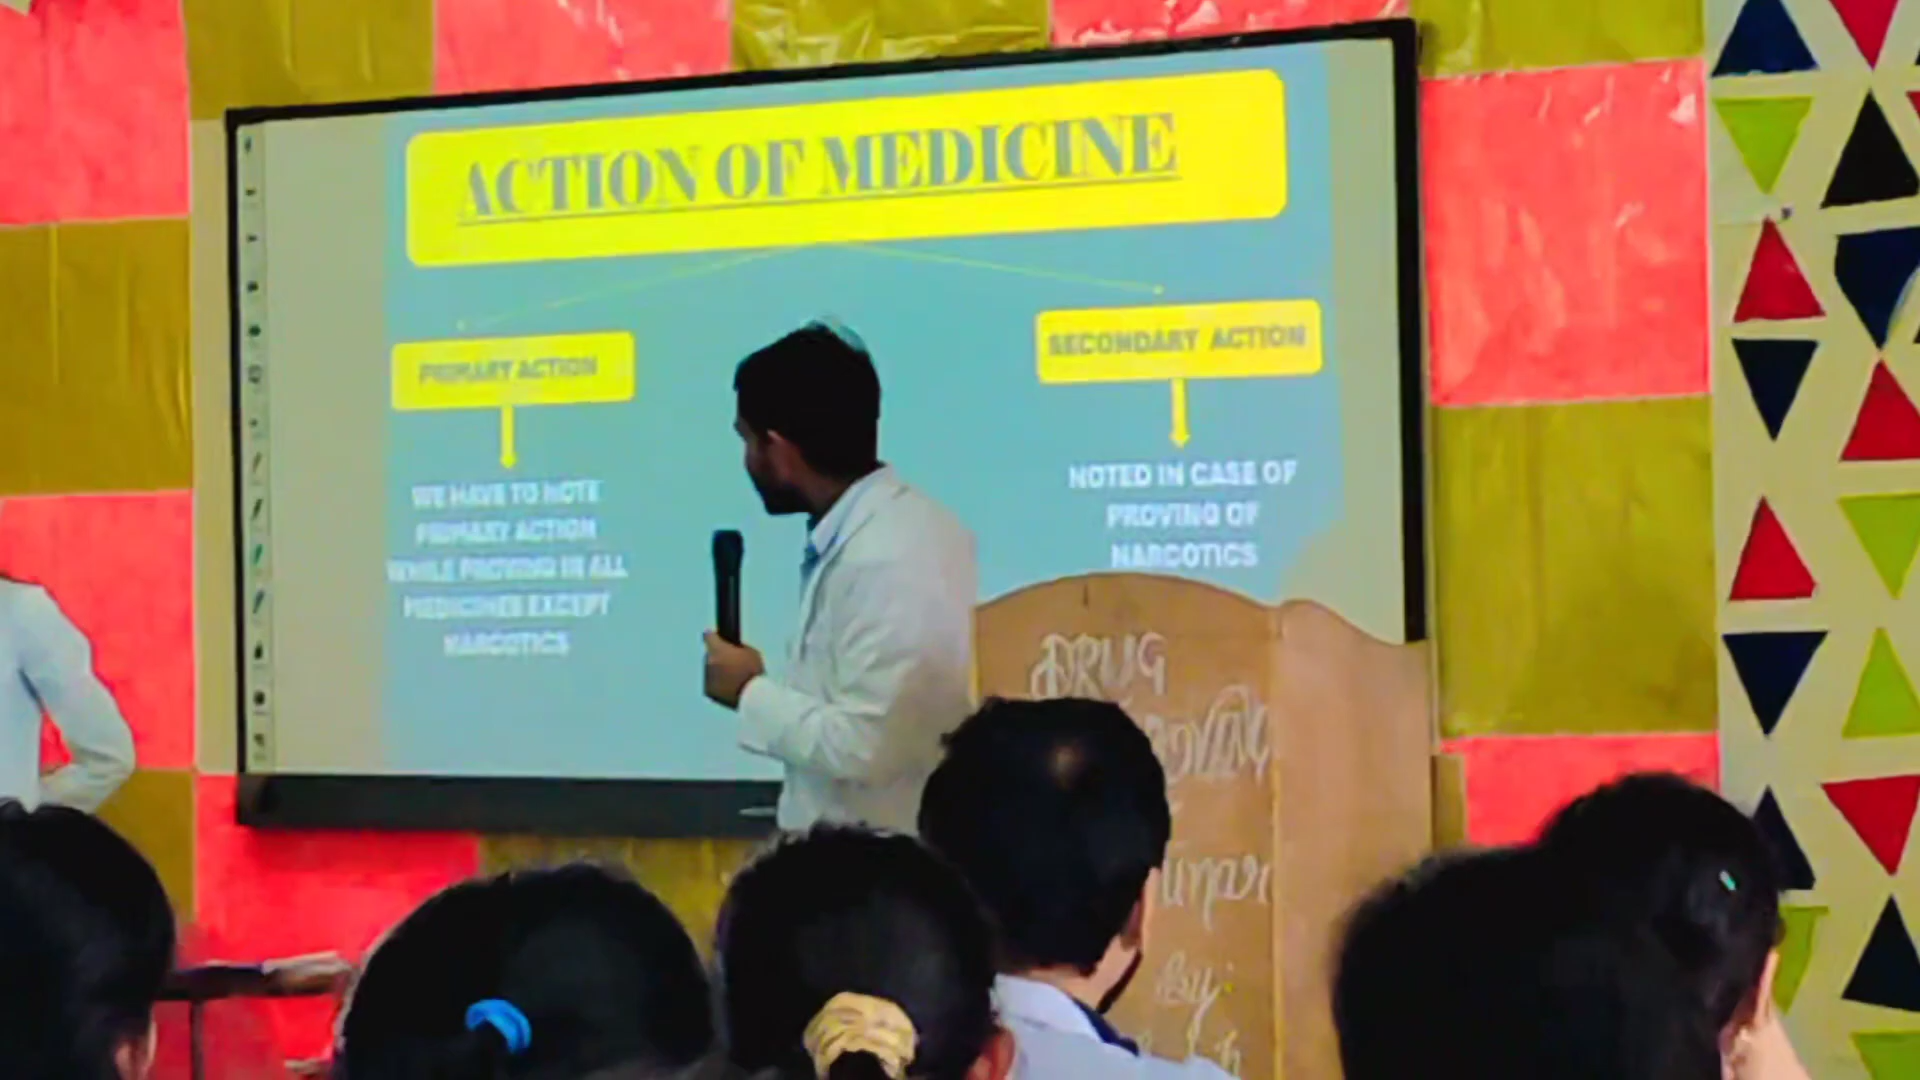 ACTION OF MEDICINE
PRIMARY ACTION
WE HAVE TO NOTE
PRIMARY ACTION
WHILE PROVING IN ALL
MEDICINES EXCEPT
NARCOTICS
SECONDARY ACTION
NOTED IN CASE OF
PROVING OF
NARCOTICS
DRUG
By: